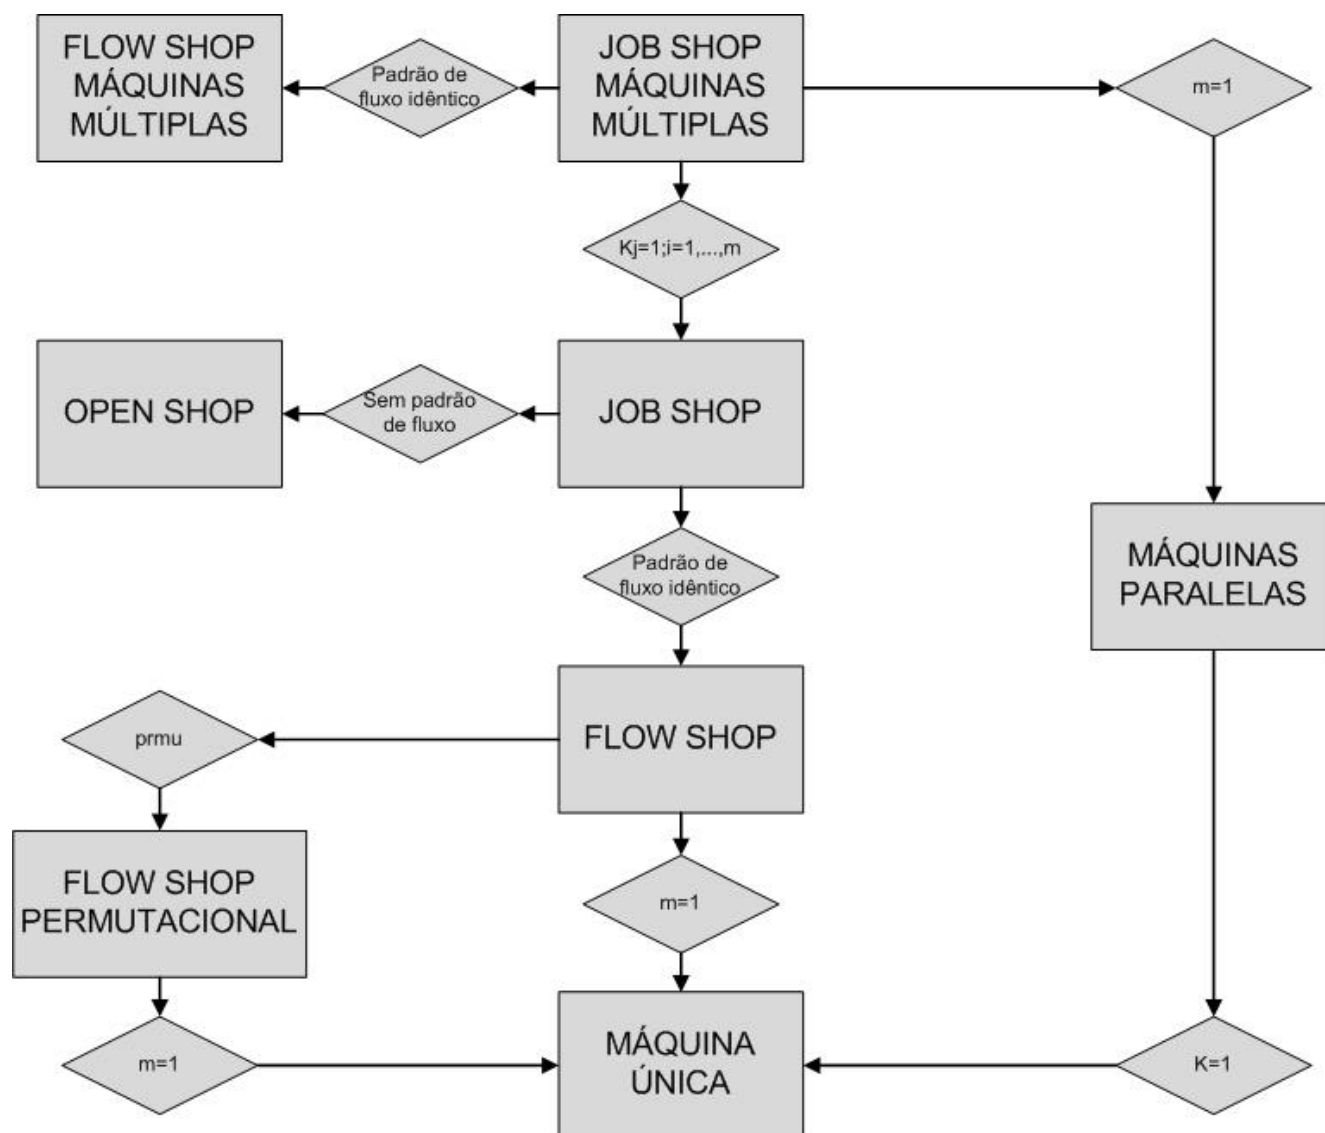 FLOW SHOP
MÁQUINAS
MÚLTIPLAS
Padrão de
fluxo idêntico
JOB SHOP
MÁQUINAS
MÚLTIPLAS
m=1
Kj=1;i=1,...,m
OPEN SHOP
Sem padrão
de fluxo
JOB SHOP
Padrão de
fluxo idêntico
MÁQUINAS
PARALELAS
prmu
FLOW SHOP
FLOW SHOP
PERMUTACIONAL
m=1
m=1
MÁQUINA
ÚNICA
K=1